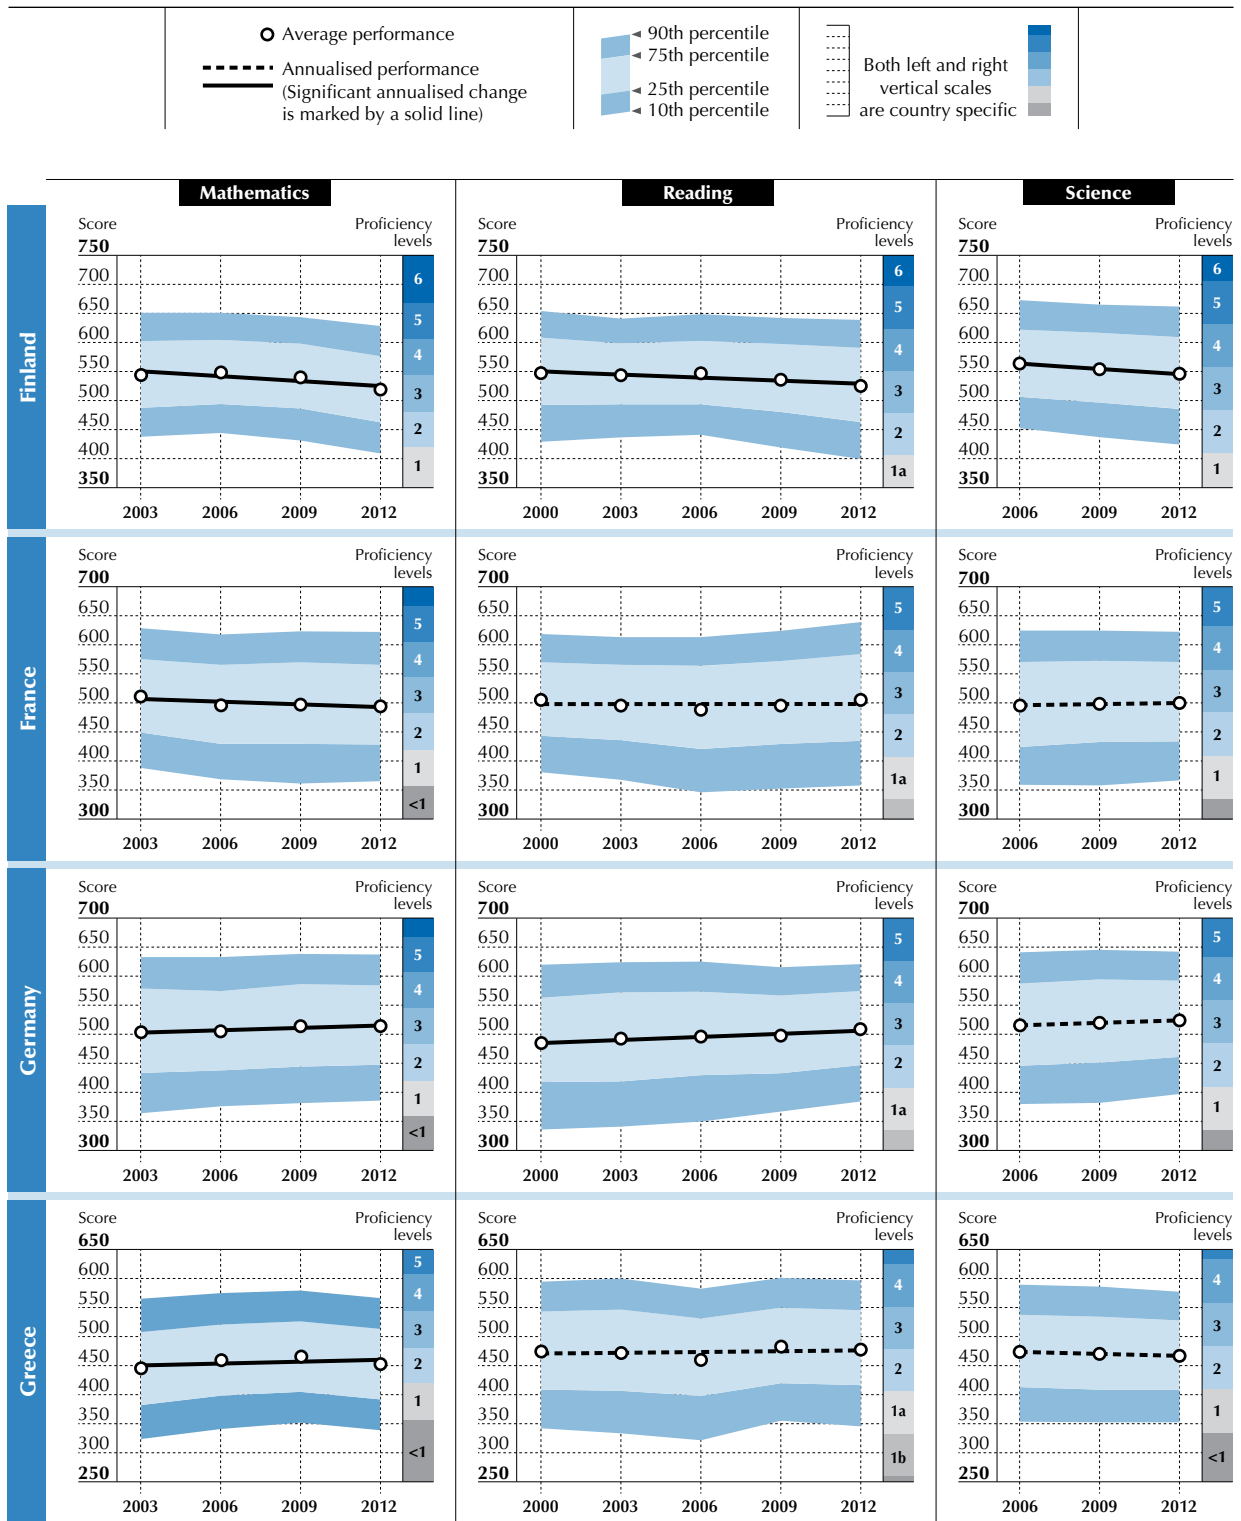 Average performance
Annualised performance
(Significant annualised change
is marked by a solid line)
90th percentile
75th percentile
25th percentile
10th percentile
Both left and right
vertical scales
are country specific
Mathematics
Reading
Science
Finland
Score
750
700
650
600
550
500
450
400
350
Proficiency
levels
6
5
4
3
2
1
2003 2006 2009 2012
Score
750
700
650
600
550
500
450
400
350
Proficiency
levels
6
5
4
3
2
1a
2000 2003 2006 2009 2012
Score
750
700
650
600
550
500
450
400
350
Proficiency
levels
6
5
4
3
2
1
2006 2009 2012
France
Score
700
650
600
550
500
450
400
350
300
Proficiency
levels
5
4
3
2
1
<1
2003 2006 2009 2012
Score
700
650
600
550
500
450
400
350
300
Proficiency
levels
5
4
3
2
1a
2000 2003 2006 2009 2012
Score
700
650
600
550
500
450
400
350
300
Proficiency
levels
5
4
3
2
1
2006 2009 2012
Germany
Score
700
650
600
550
500
450
400
350
300
Proficiency
levels
5
4
3
2
1
<1
2003 2006 2009 2012
Score
700
650
600
550
500
450
400
350
300
Proficiency
levels
5
4
3
2
1a
2000 2003 2006 2009 2012
Score
700
650
600
550
500
450
400
350
300
Proficiency
levels
5
4
3
2
1
2006 2009 2012
Greece
Score
650
600
550
500
450
400
350
300
250
Proficiency
levels
5
4
3
2
1
<1
2003 2006 2009 2012
Score
650
600
550
500
450
400
350
300
250
Proficiency
levels
4
3
2
1a
1b
2000 2003 2006 2009 2012
Score
650
600
550
500
450
400
350
300
250
Proficiency
levels
4
3
2
1
<1
2006 2009 2012